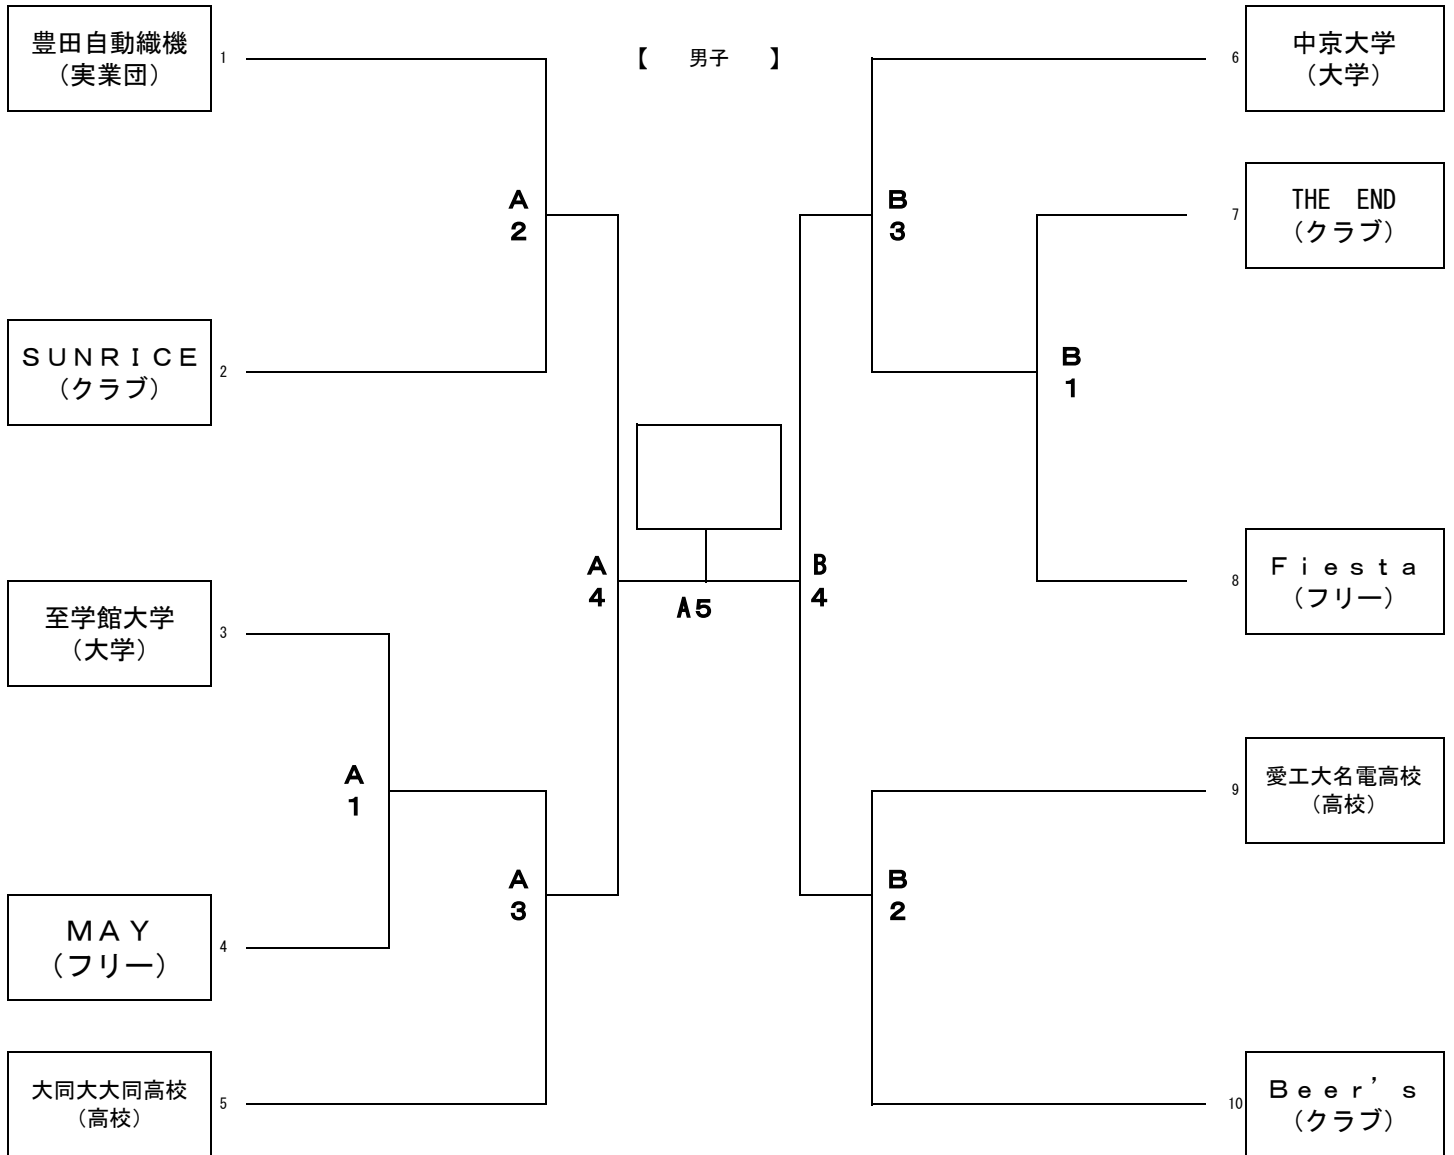 【　男子　】
豊田自動織機
（実業団）
1
SUNRICE
（クラブ）
2
至学館大学
（大学）
3
MAY
（フリー）
4
大同大大同高校
（高校）
5
A
2
A
1
A
3
A
4
A5
B
4
B
3
B
1
B
2
6
中京大学
（大学）
7
THE　END
（クラブ）
8
Fiesta
（フリー）
9
愛工大名電高校
（高校）
10
Beer’s
（クラブ）